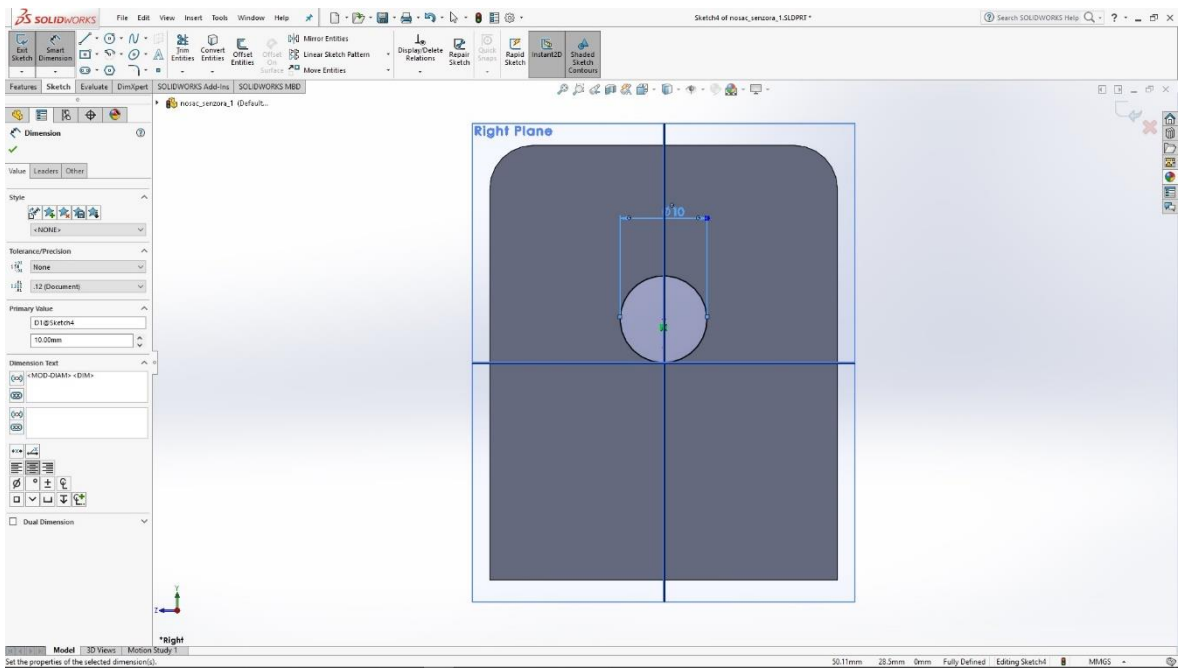 SOLIDWORKS File Edit View Insert Tools Window Help Sketch4 of nosac_senzora_1.SLDPRT * Search SOLIDWORKS Help
Exit Sketch Smart Dimension Trim Entities Convert Entities Offset Entities Offset On Surface Mirror Entities Linear Sketch Pattern Move Entities Display/Delete Relations Repair Sketch Quick Snaps Rapid Sketch Instant2D Shaded Sketch Contours
Features Sketch Evaluate DimXpert SOLIDWORKS Add-Ins SOLIDWORKS MBD
nosac_senzora_1 (Default...
Dimension
Value Leaders Other
Style
<NONE>
Tolerance/Precision
None
.12 (Document)
Primary Value
D1@Sketch4
10.00mm
Dimension Text
<MOD-DIAM><DIM>
Dual Dimension
Right Plane
Ø10
Y
Z
*Right
Model 3D Views Motion Study 1
Set the properties of the selected dimension(s). 50.11mm 28.5mm 0mm Fully Defined Editing Sketch4 MMGS